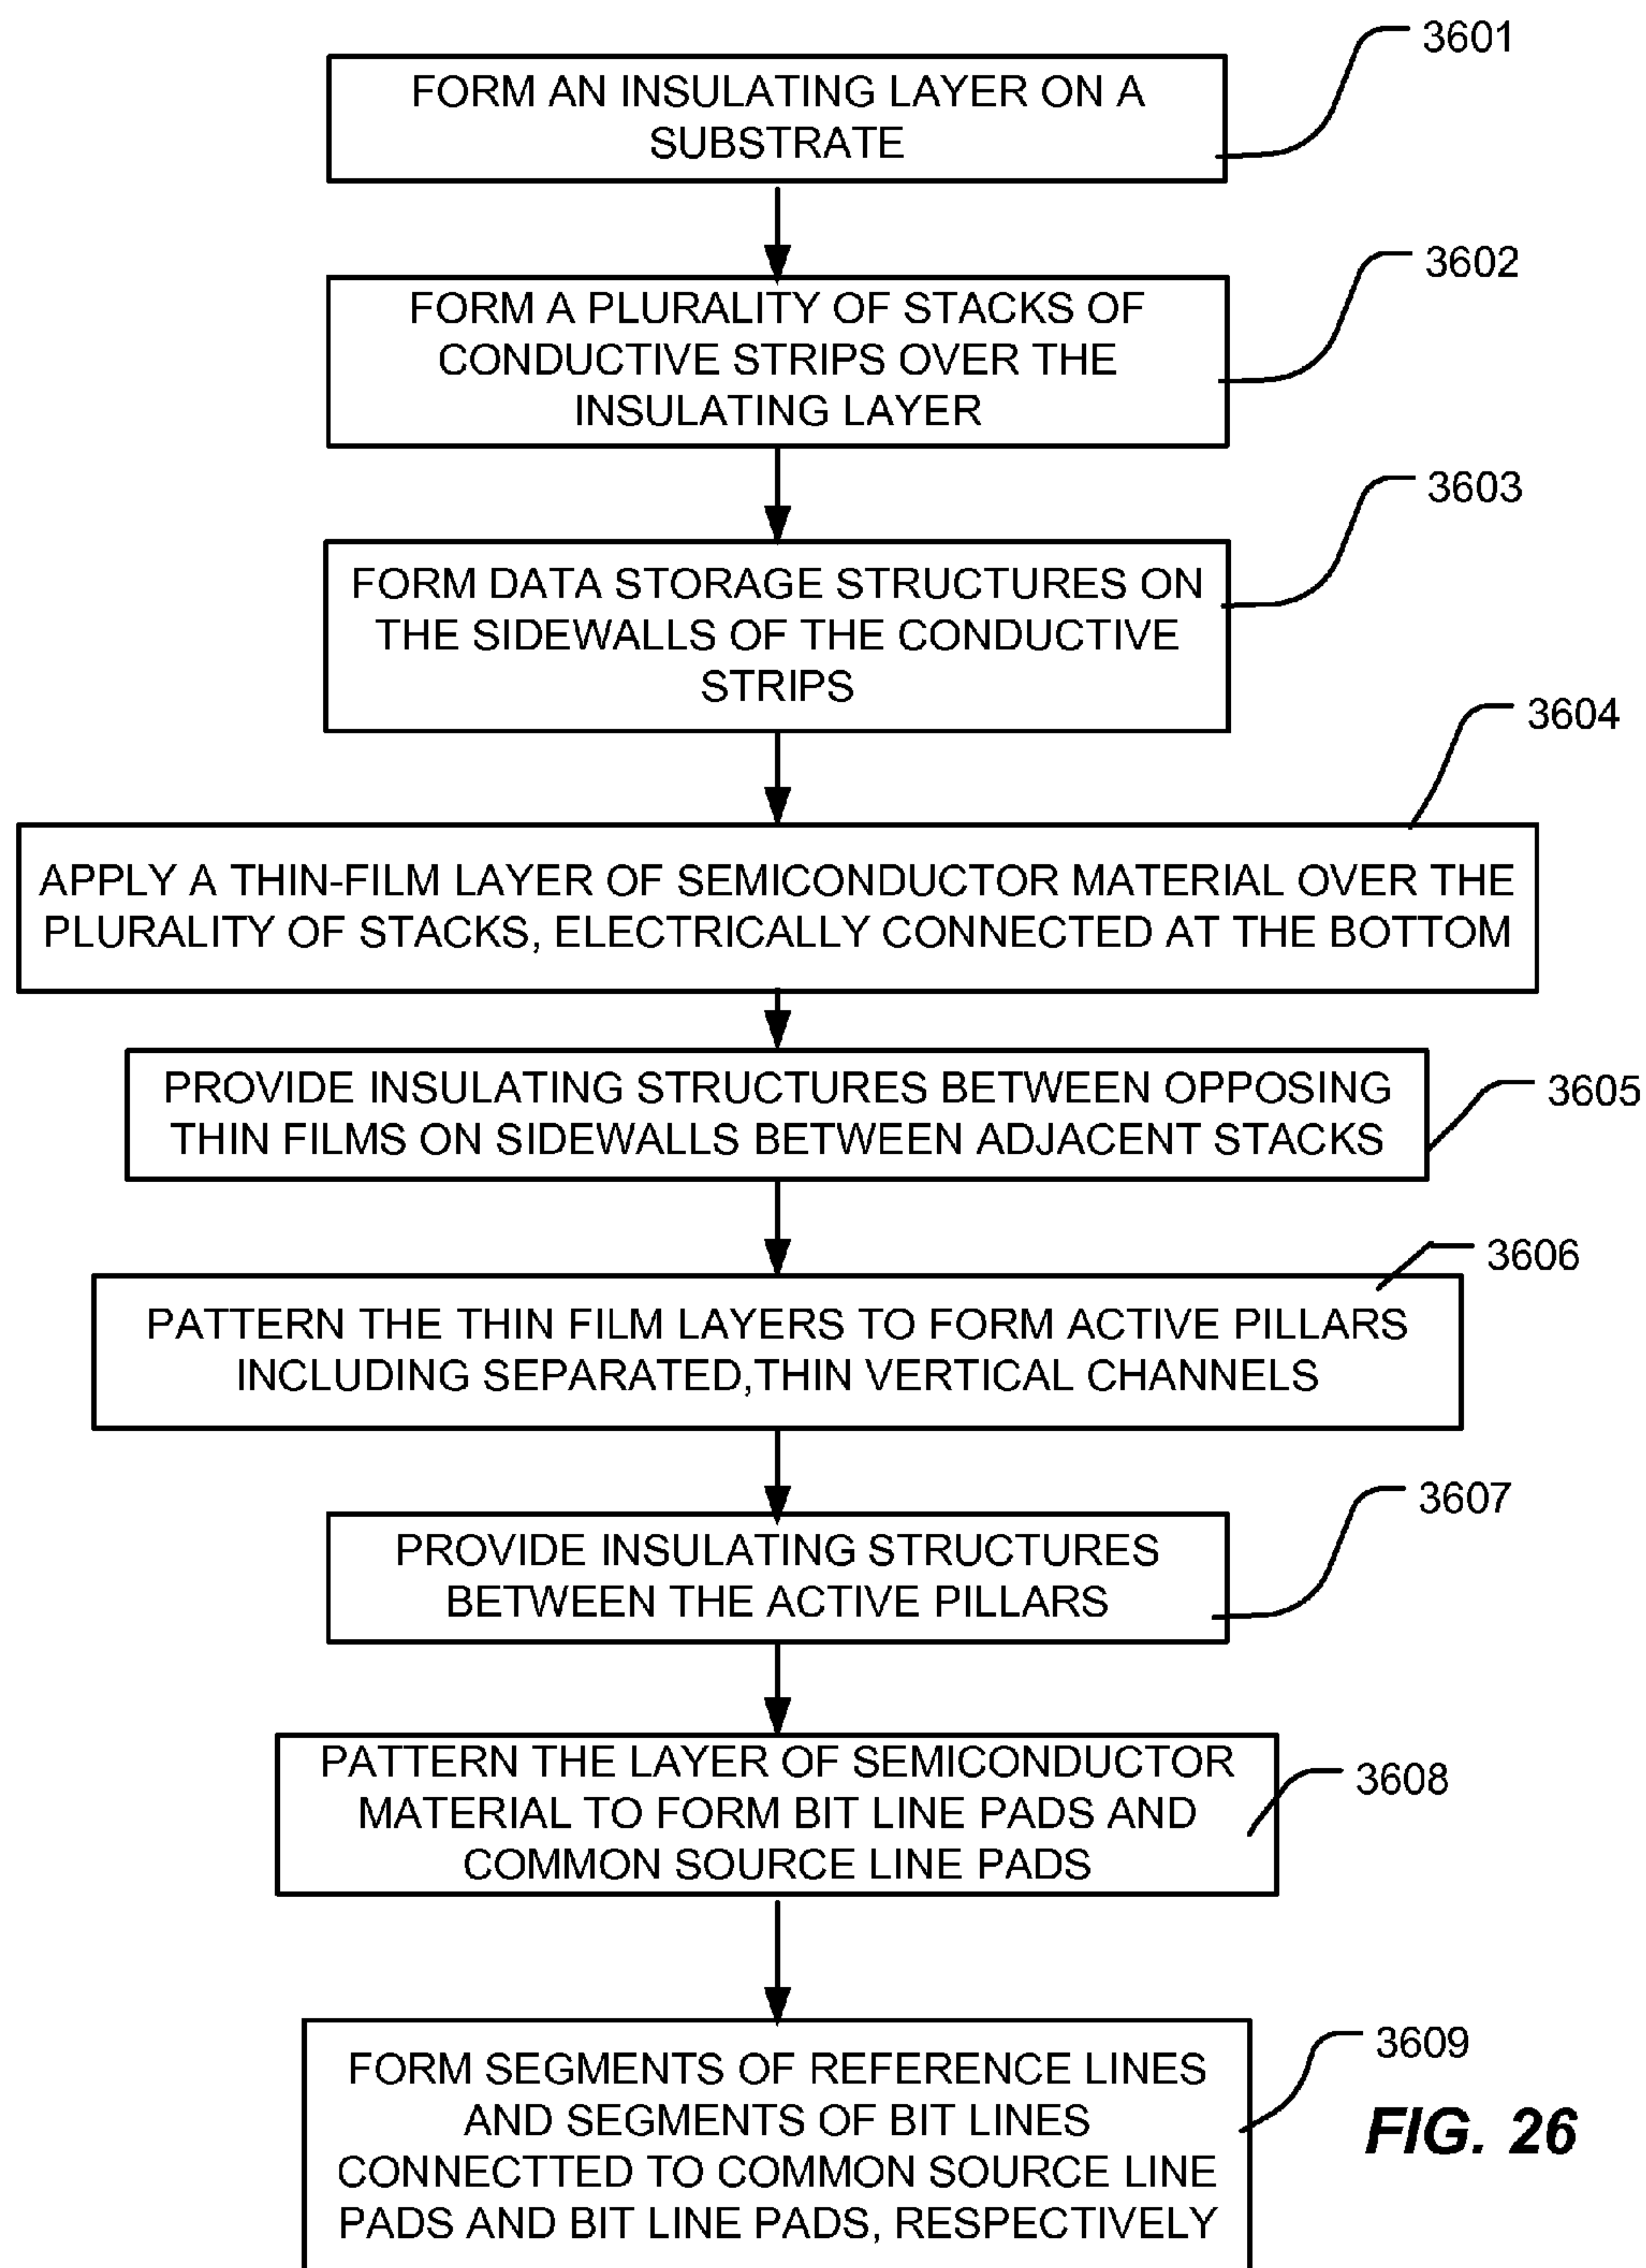 3601
FORM AN INSULATING LAYER ON A
SUBSTRATE
3602
FORM A PLURALITY OF STACKS OF
CONDUCTIVE STRIPS OVER THE
INSULATING LAYER
3603
FORM DATA STORAGE STRUCTURES ON
THE SIDEWALLS OF THE CONDUCTIVE
STRIPS
3604
APPLY A THIN-FILM LAYER OF SEMICONDUCTOR MATERIAL OVER THE
PLURALITY OF STACKS, ELECTRICALLY CONNECTED AT THE BOTTOM
3605
PROVIDE INSULATING STRUCTURES BETWEEN OPPOSING
THIN FILMS ON SIDEWALLS BETWEEN ADJACENT STACKS
3606
PATTERN THE THIN FILM LAYERS TO FORM ACTIVE PILLARS
INCLUDING SEPARATED,THIN VERTICAL CHANNELS
3607
PROVIDE INSULATING STRUCTURES
BETWEEN THE ACTIVE PILLARS
3608
PATTERN THE LAYER OF SEMICONDUCTOR
MATERIAL TO FORM BIT LINE PADS AND
COMMON SOURCE LINE PADS
3609
FORM SEGMENTS OF REFERENCE LINES
AND SEGMENTS OF BIT LINES
CONNECTTED TO COMMON SOURCE LINE
PADS AND BIT LINE PADS, RESPECTIVELY
FIG. 26